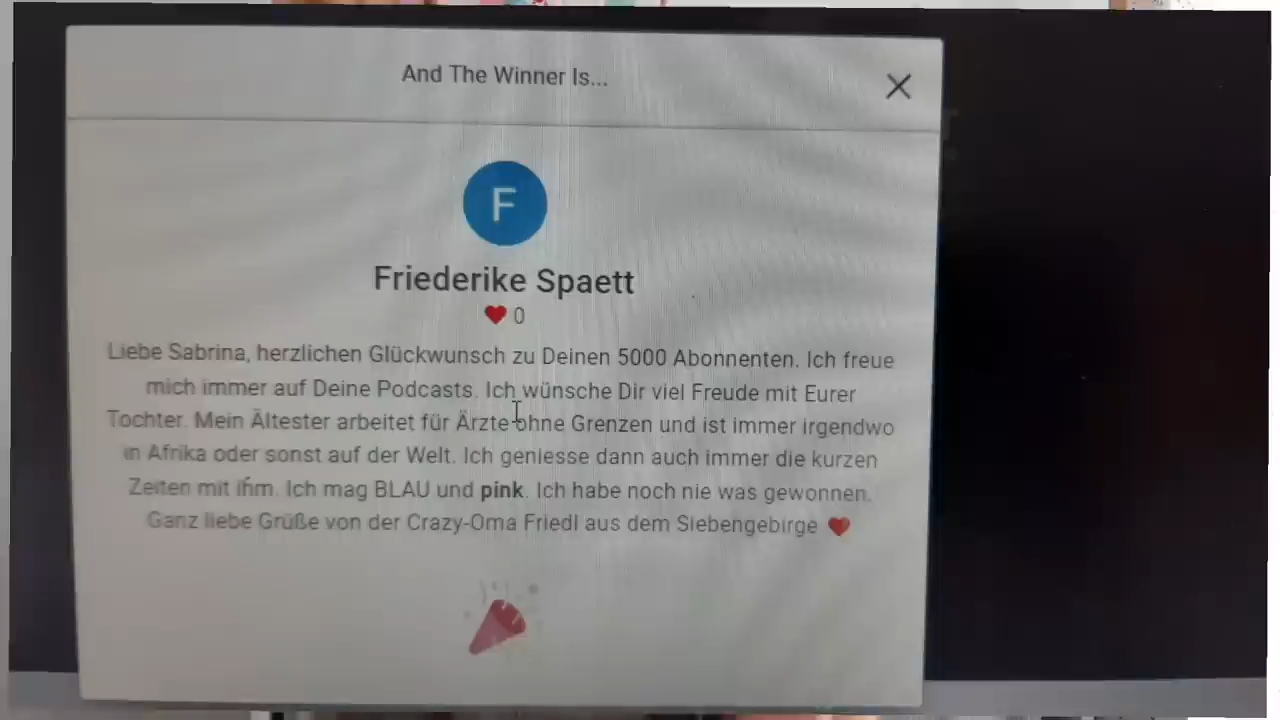 And The Winner Is...
F
Friederike Spaett
0
Liebe Sabrina, herzlichen Glückwunsch zu Deinen 5000 Abonnenten. Ich freue
mich immer auf Deine Podcasts. Ich wünsche Dir viel Freude mit Eurer
Tochter. Mein Ältester arbeitet für Ärzte ohne Grenzen und ist immer irgendwo
in Afrika oder sonst auf der Welt. Ich geniesse dann auch immer die kurzen
Zeiten mit ihm. Ich mag BLAU und pink. Ich habe noch nie was gewonnen.
Ganz liebe Grüße von der Crazy-Oma Friedl aus dem Siebengebirge